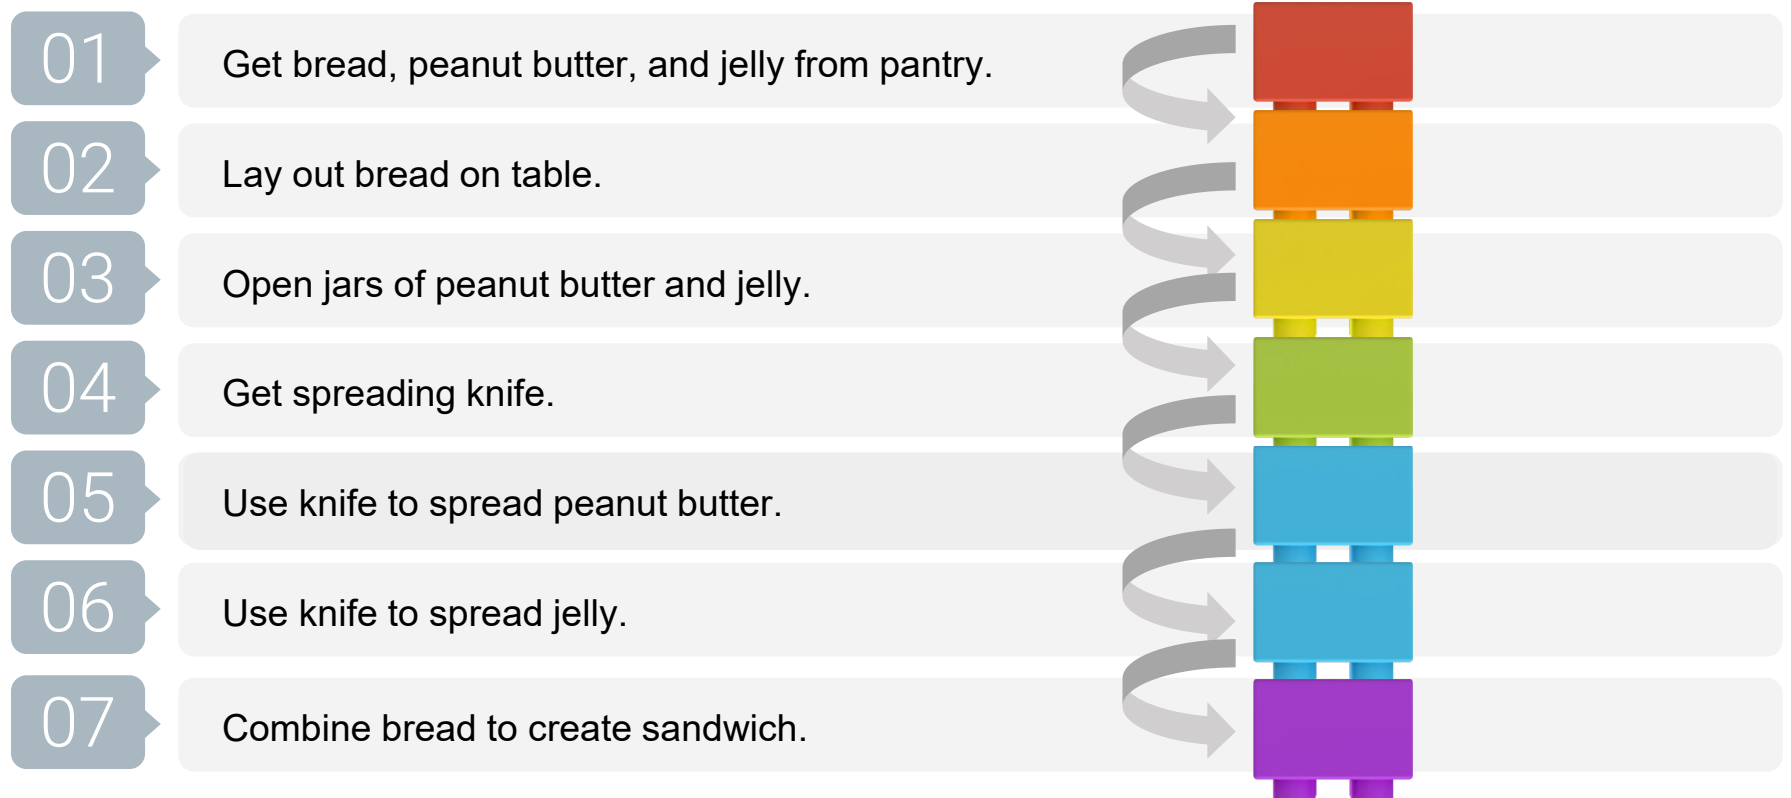 01
Get bread, peanut butter, and jelly from pantry.
02
Lay out bread on table.
03
Open jars of peanut butter and jelly.
04
Get spreading knife.
05
Use knife to spread peanut butter.
06
Use knife to spread jelly.
07
Combine bread to create sandwich.